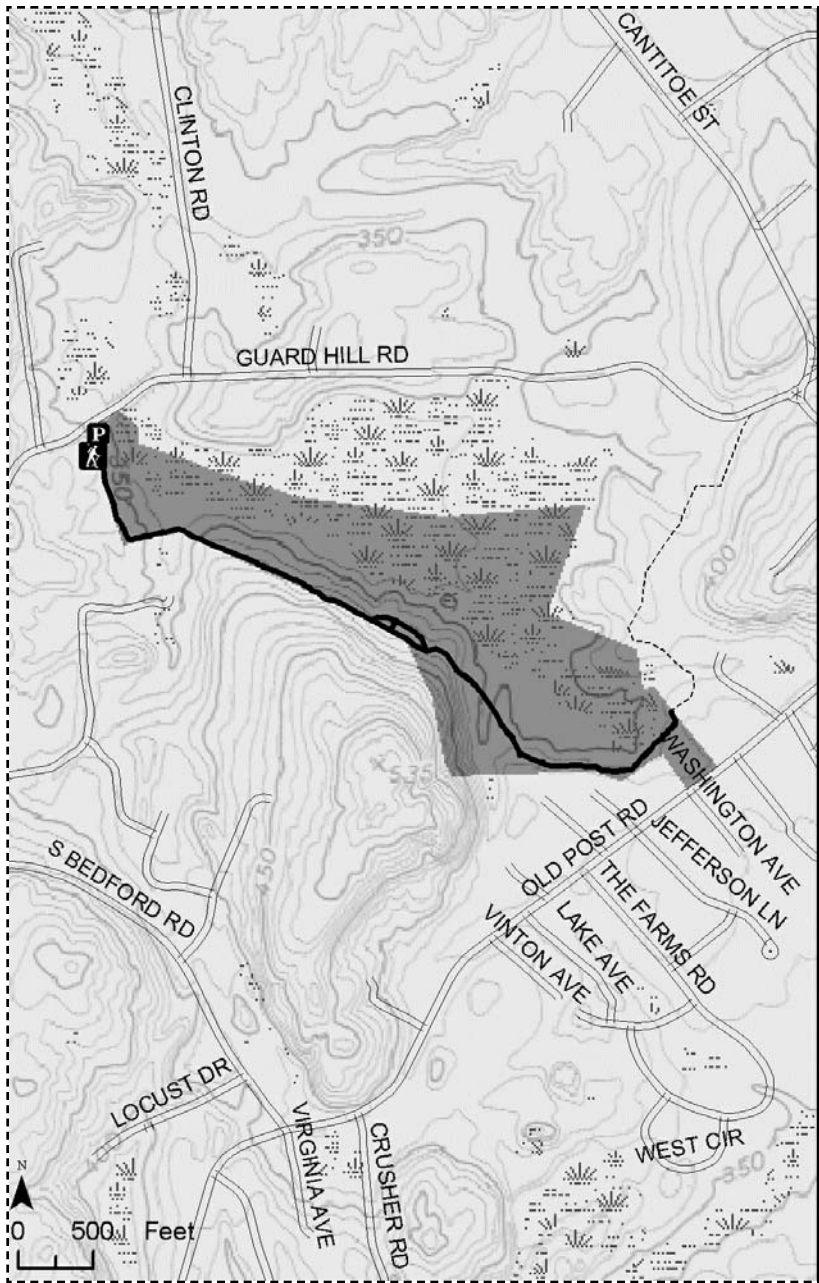 CANTITOE ST
CLINTON RD
350
GUARD HILL RD
P
350
400
535
WASHINGTON AVE
OLD POST RD
JEFFERSON LN
S BEDFORD RD
450
THE FARMS RD
LAKE AVE
VINTON AVE
LOCUST DR
VIRGINIA AVE
CRUSHER RD
WEST CIR
350
N
0 500 Feet